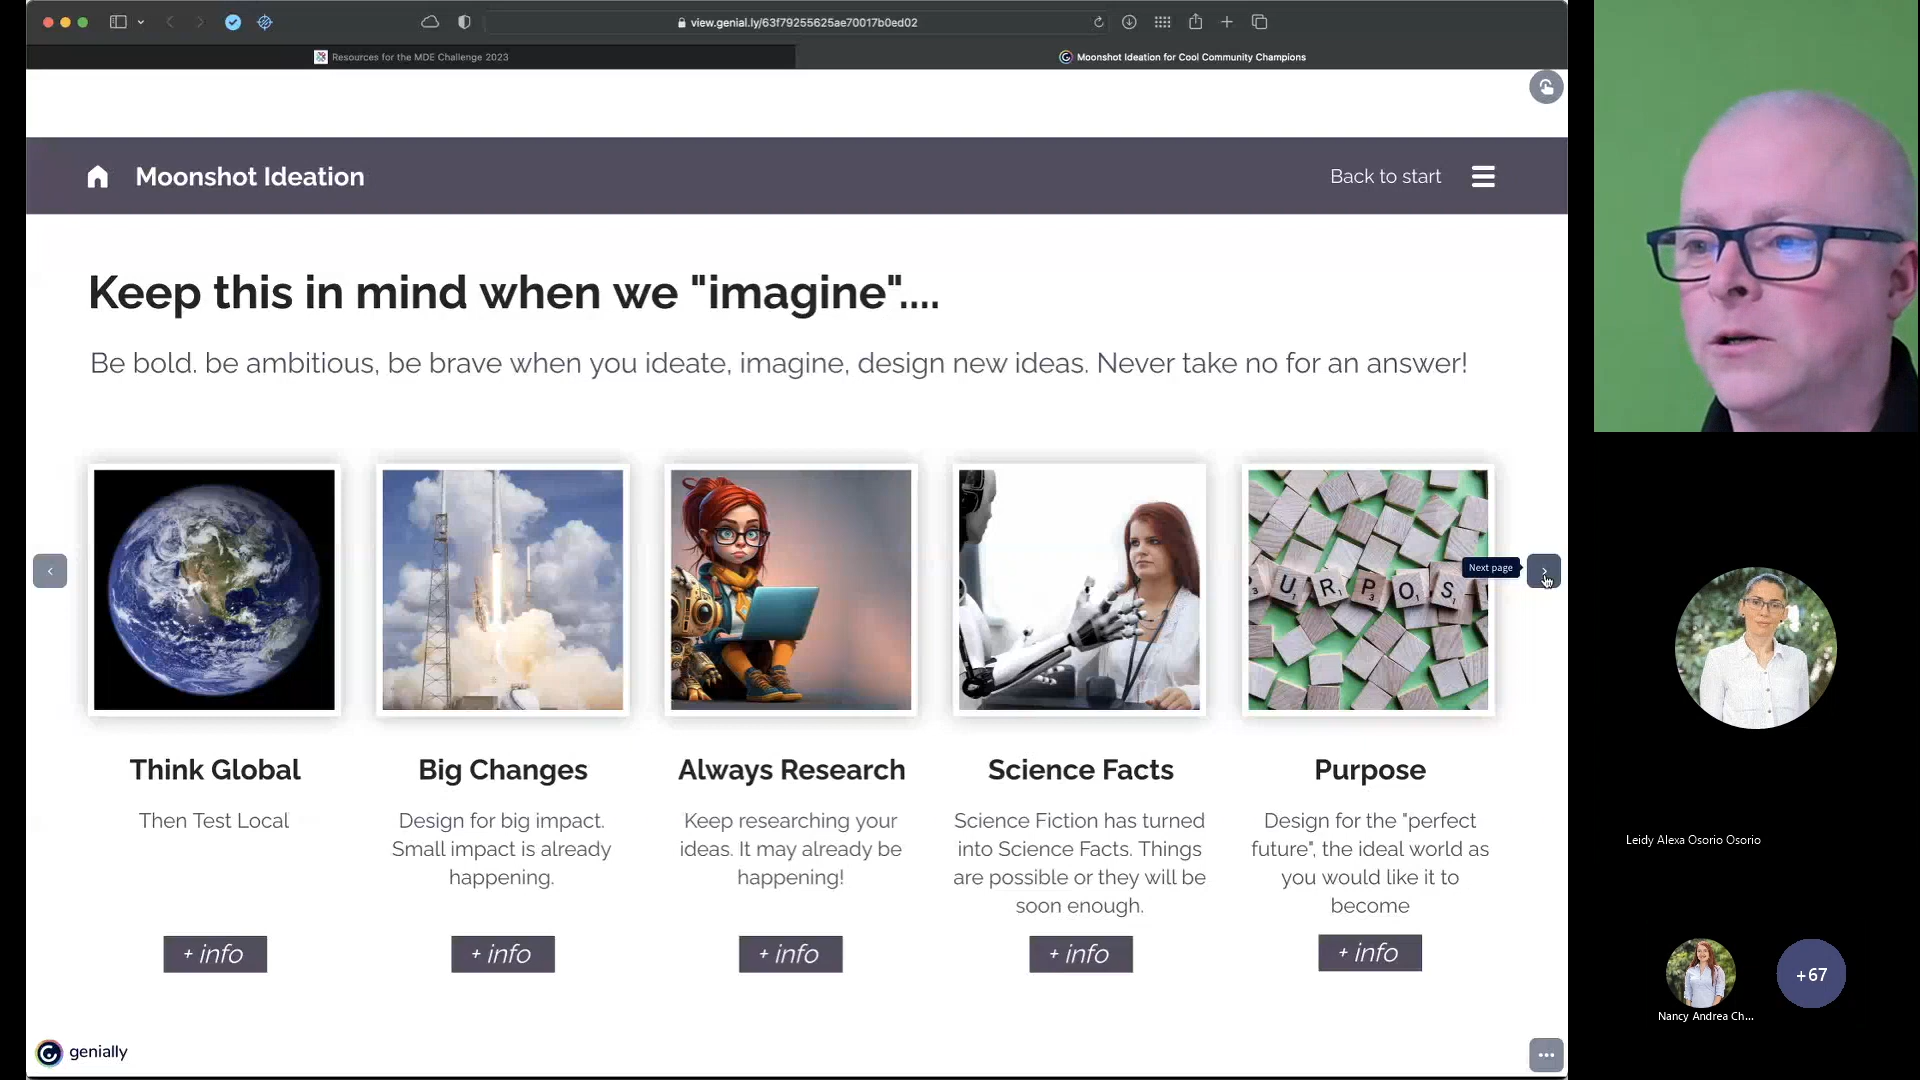 view.genial.ly/63f79255625ae70017b0ed02
Resources for the MDE Challenge 2023
Moonshot Ideation for Cool Community Champions
Moonshot Ideation
Back to start
Keep this in mind when we "imagine"....
Be bold. be ambitious, be brave when you ideate, imagine, design new ideas. Never take no for an answer!
URPOS
Next page
Think Global
Then Test Local
+ info
Big Changes
Design for big impact.
Small impact is already
happening.
+ info
Always Research
Keep researching your
ideas. It may already be
happening!
+ info
Science Facts
Science Fiction has turned
into Science Facts. Things
are possible or they will be
soon enough.
+ info
Purpose
Design for the "perfect
future", the ideal world as
you would like it to
become
+ info
genially
Leidy Alexa Osorio Osorio
Nancy Andrea Ch...
+67